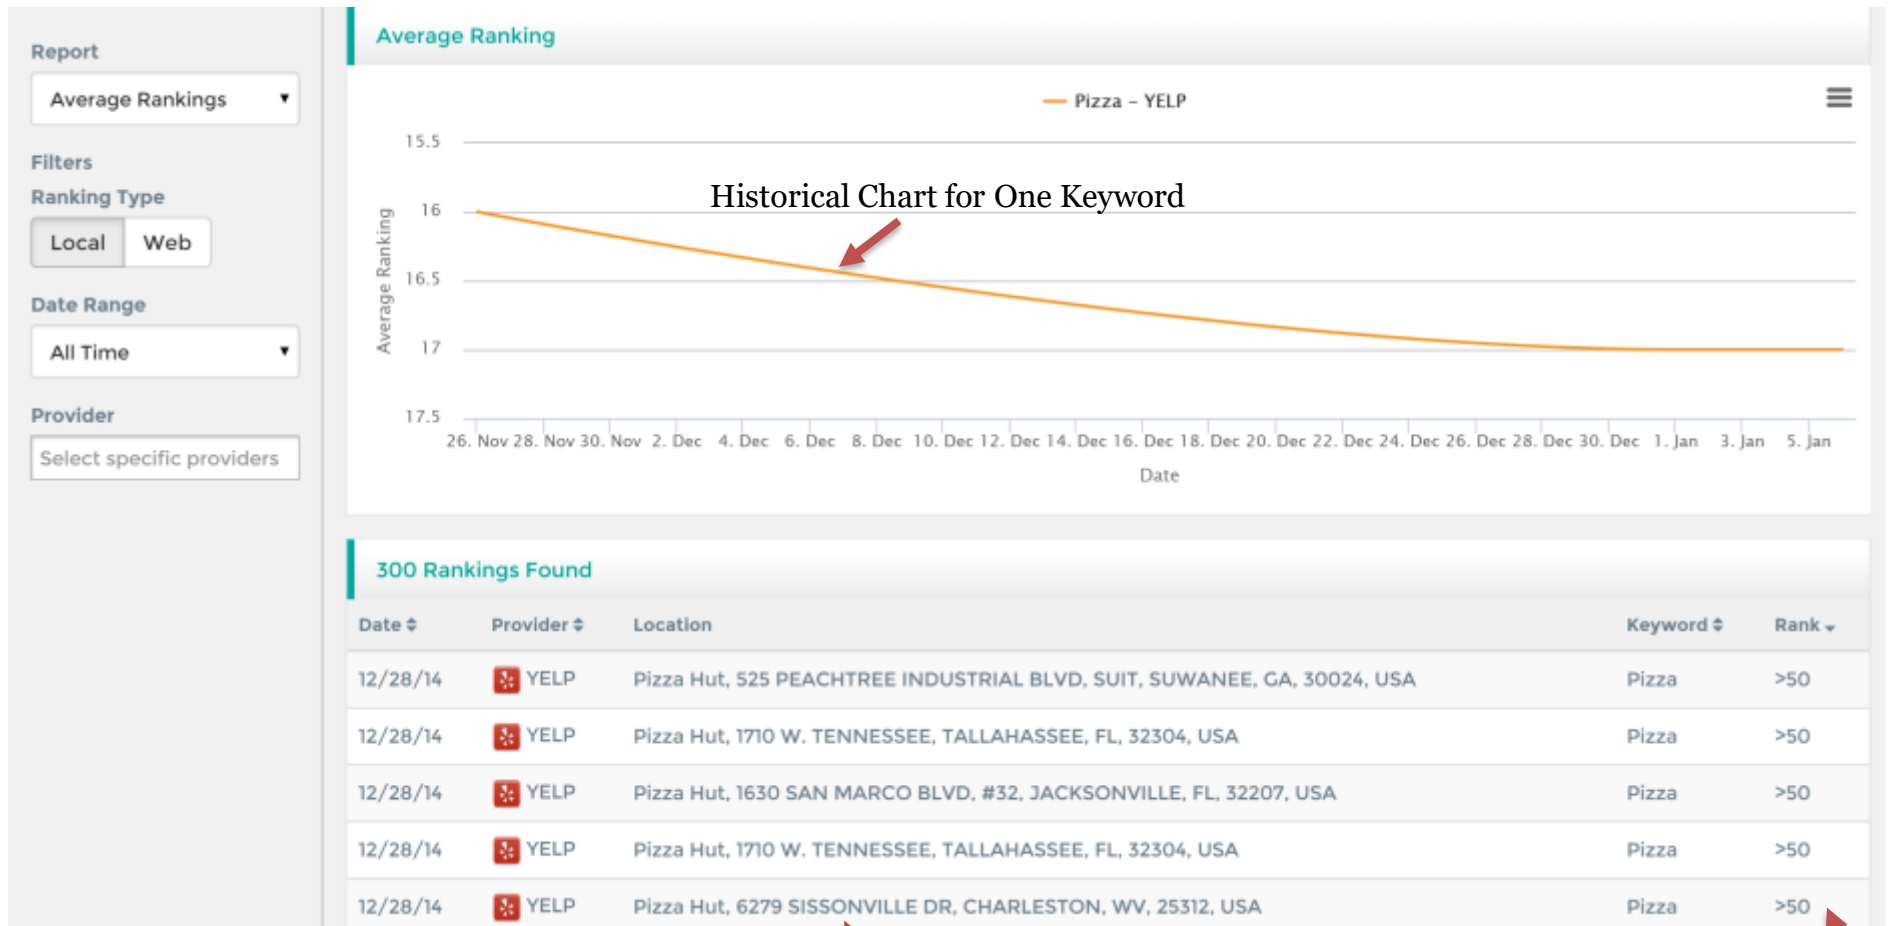 Report
Average Rankings
Filters
Ranking Type
Local Web
Date Range
All Time
Provider
Select specific providers
Average Ranking
Pizza - YELP
Historical Chart for One Keyword
Average Ranking
15.5
16
16.5
17
17.5
26. Nov 28. Nov 30. Nov 2. Dec 4. Dec 6. Dec 8. Dec 10. Dec 12. Dec 14. Dec 16. Dec 18. Dec 20. Dec 22. Dec 24. Dec 26. Dec 28. Dec 30. Dec 1. Jan 3. Jan 5. Jan
Date
300 Rankings Found
Date Provider Location Keyword Rank
12/28/14 YELP Pizza Hut, 525 PEACHTREE INDUSTRIAL BLVD, SUIT, SUWANEE, GA, 30024, USA Pizza >50
12/28/14 YELP Pizza Hut, 1710 W. TENNESSEE, TALLAHASSEE, FL, 32304, USA Pizza >50
12/28/14 YELP Pizza Hut, 1630 SAN MARCO BLVD, #32, JACKSONVILLE, FL, 32207, USA Pizza >50
12/28/14 YELP Pizza Hut, 1710 W. TENNESSEE, TALLAHASSEE, FL, 32304, USA Pizza >50
12/28/14 YELP Pizza Hut, 6279 SISSONVILLE DR, CHARLESTON, WV, 25312, USA Pizza >50